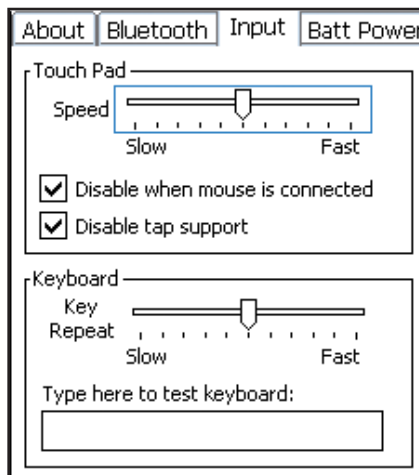 About Bluetooth Input Batt Power
Touch Pad
Speed
Slow Fast
Disable when mouse is connected
Disable tap support
Keyboard
Key
Repeat
Slow Fast
Type here to test keyboard: